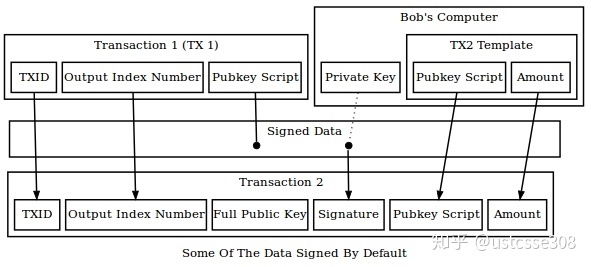 Bob's Computer
Transaction 1 (TX 1)
TX2 Template
TXID
Output Index Number
Pubkey Script
Private Key
Pubkey Script
Amount
Signed Data
Transaction 2
TXID
Output Index Number
Full Public Key
Signature
Pubkey Script
Amount
Some Of The Data Signed By Default
知乎 @ustcsse308